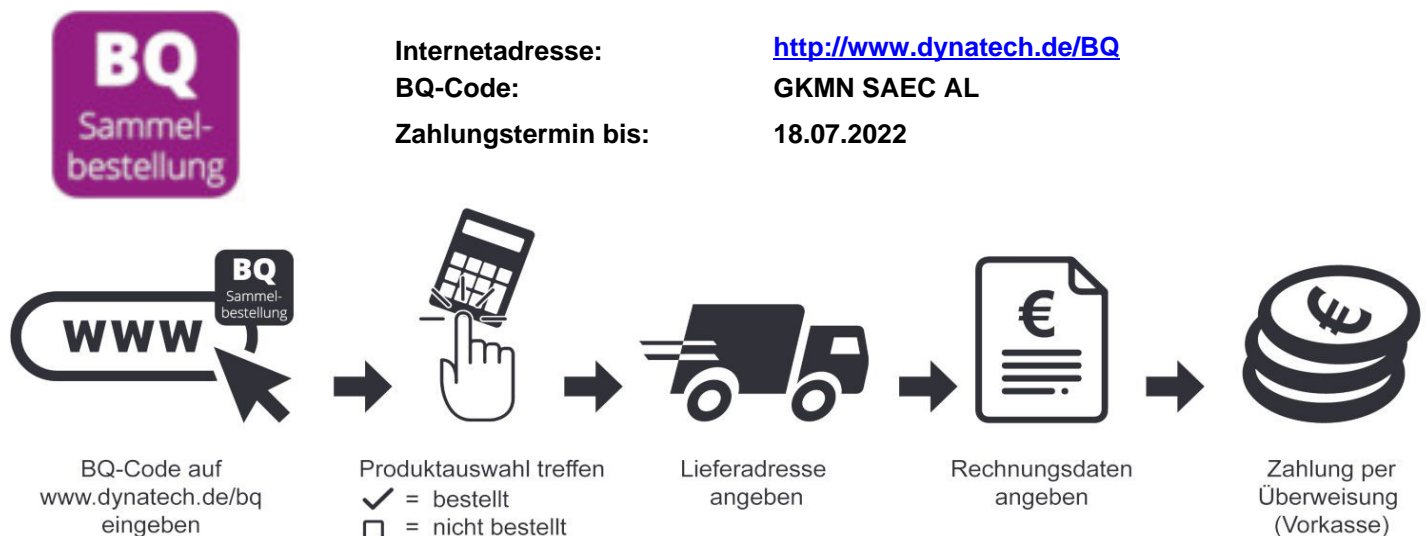 BQ
Sammel-
bestellung
Internetadresse: http://www.dynatech.de/BQ
BQ-Code: GKMN SAEC AL
Zahlungstermin bis: 18.07.2022
www
BQ
Sammel-
bestellung
€
€
BQ-Code auf
www.dynatech.de/bq
eingeben
Produktauswahl treffen
✓ = bestellt
☐ = nicht bestellt
Lieferadresse
angeben
Rechnungsdaten
angeben
Zahlung per
Überweisung
(Vorkasse)